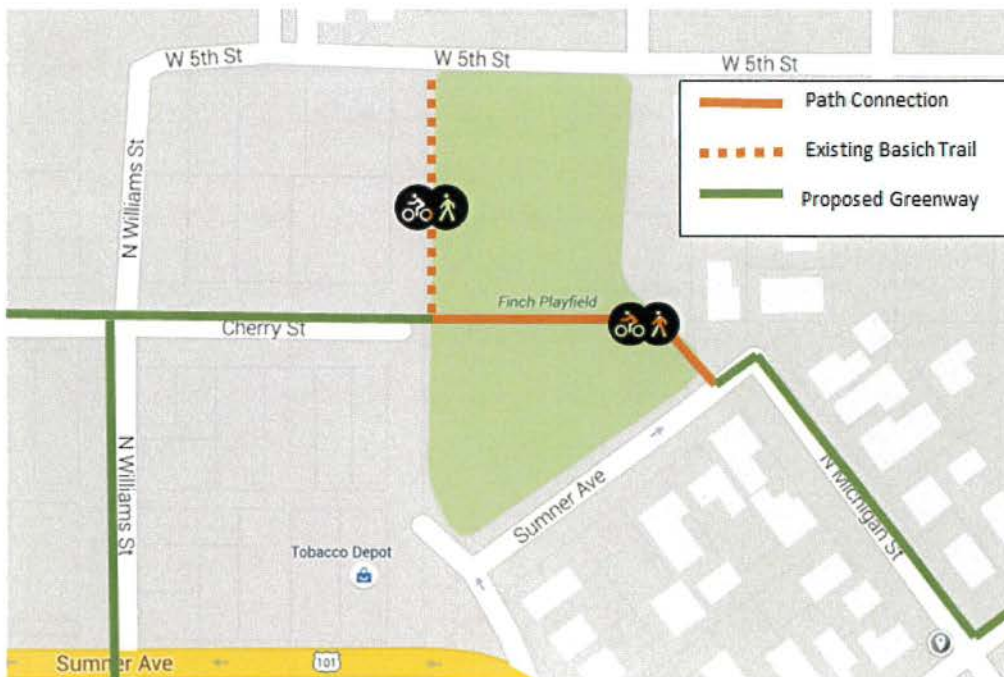 W 5th St
W 5th St
W 5th St
Path Connection
Existing Basich Trail
Proposed Greenway
N Williams St
Finch Playfield
Cherry St
N Williams St
Sumner Ave
N Michigan St
Tobacco Depot
Sumner Ave
101